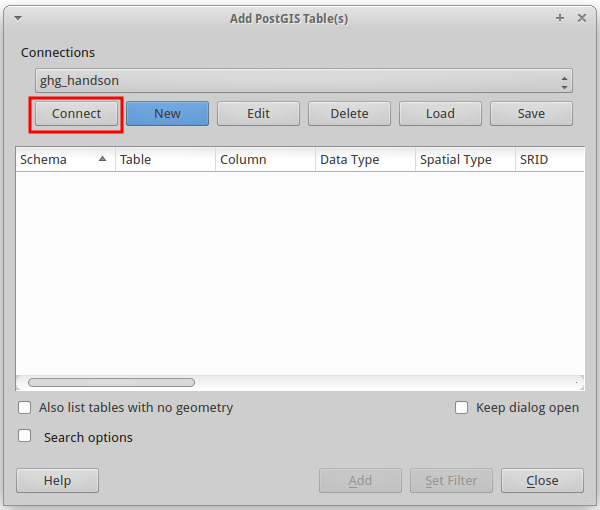 Add PostGIS Table(s)
Connections
ghg_handson
Connect New Edit Delete Load Save
Schema Table Column Data Type Spatial Type SRID
Also list tables with no geometry Keep dialog open
Search options
Help Add Set Filter Close